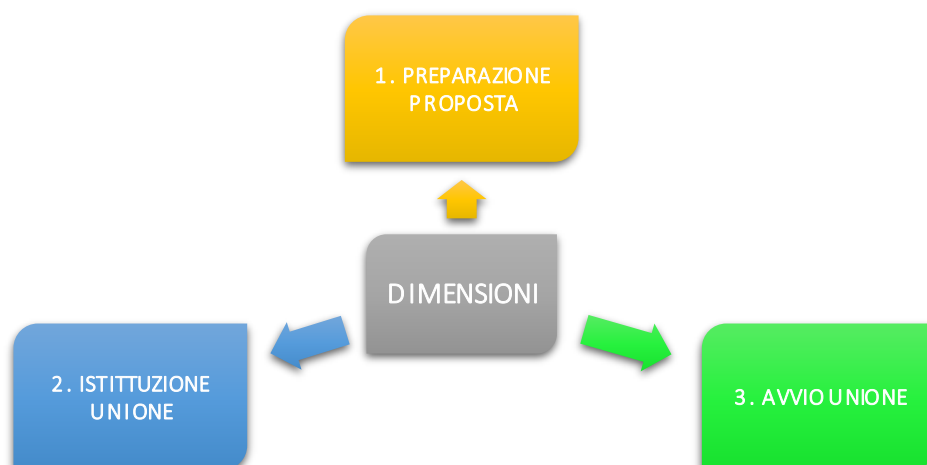 1. PREPARAZIONE
PROPOSTA
DIMENSIONI
2. ISTITTUZIONE
UNIONE
3. AVVIO UNIONE